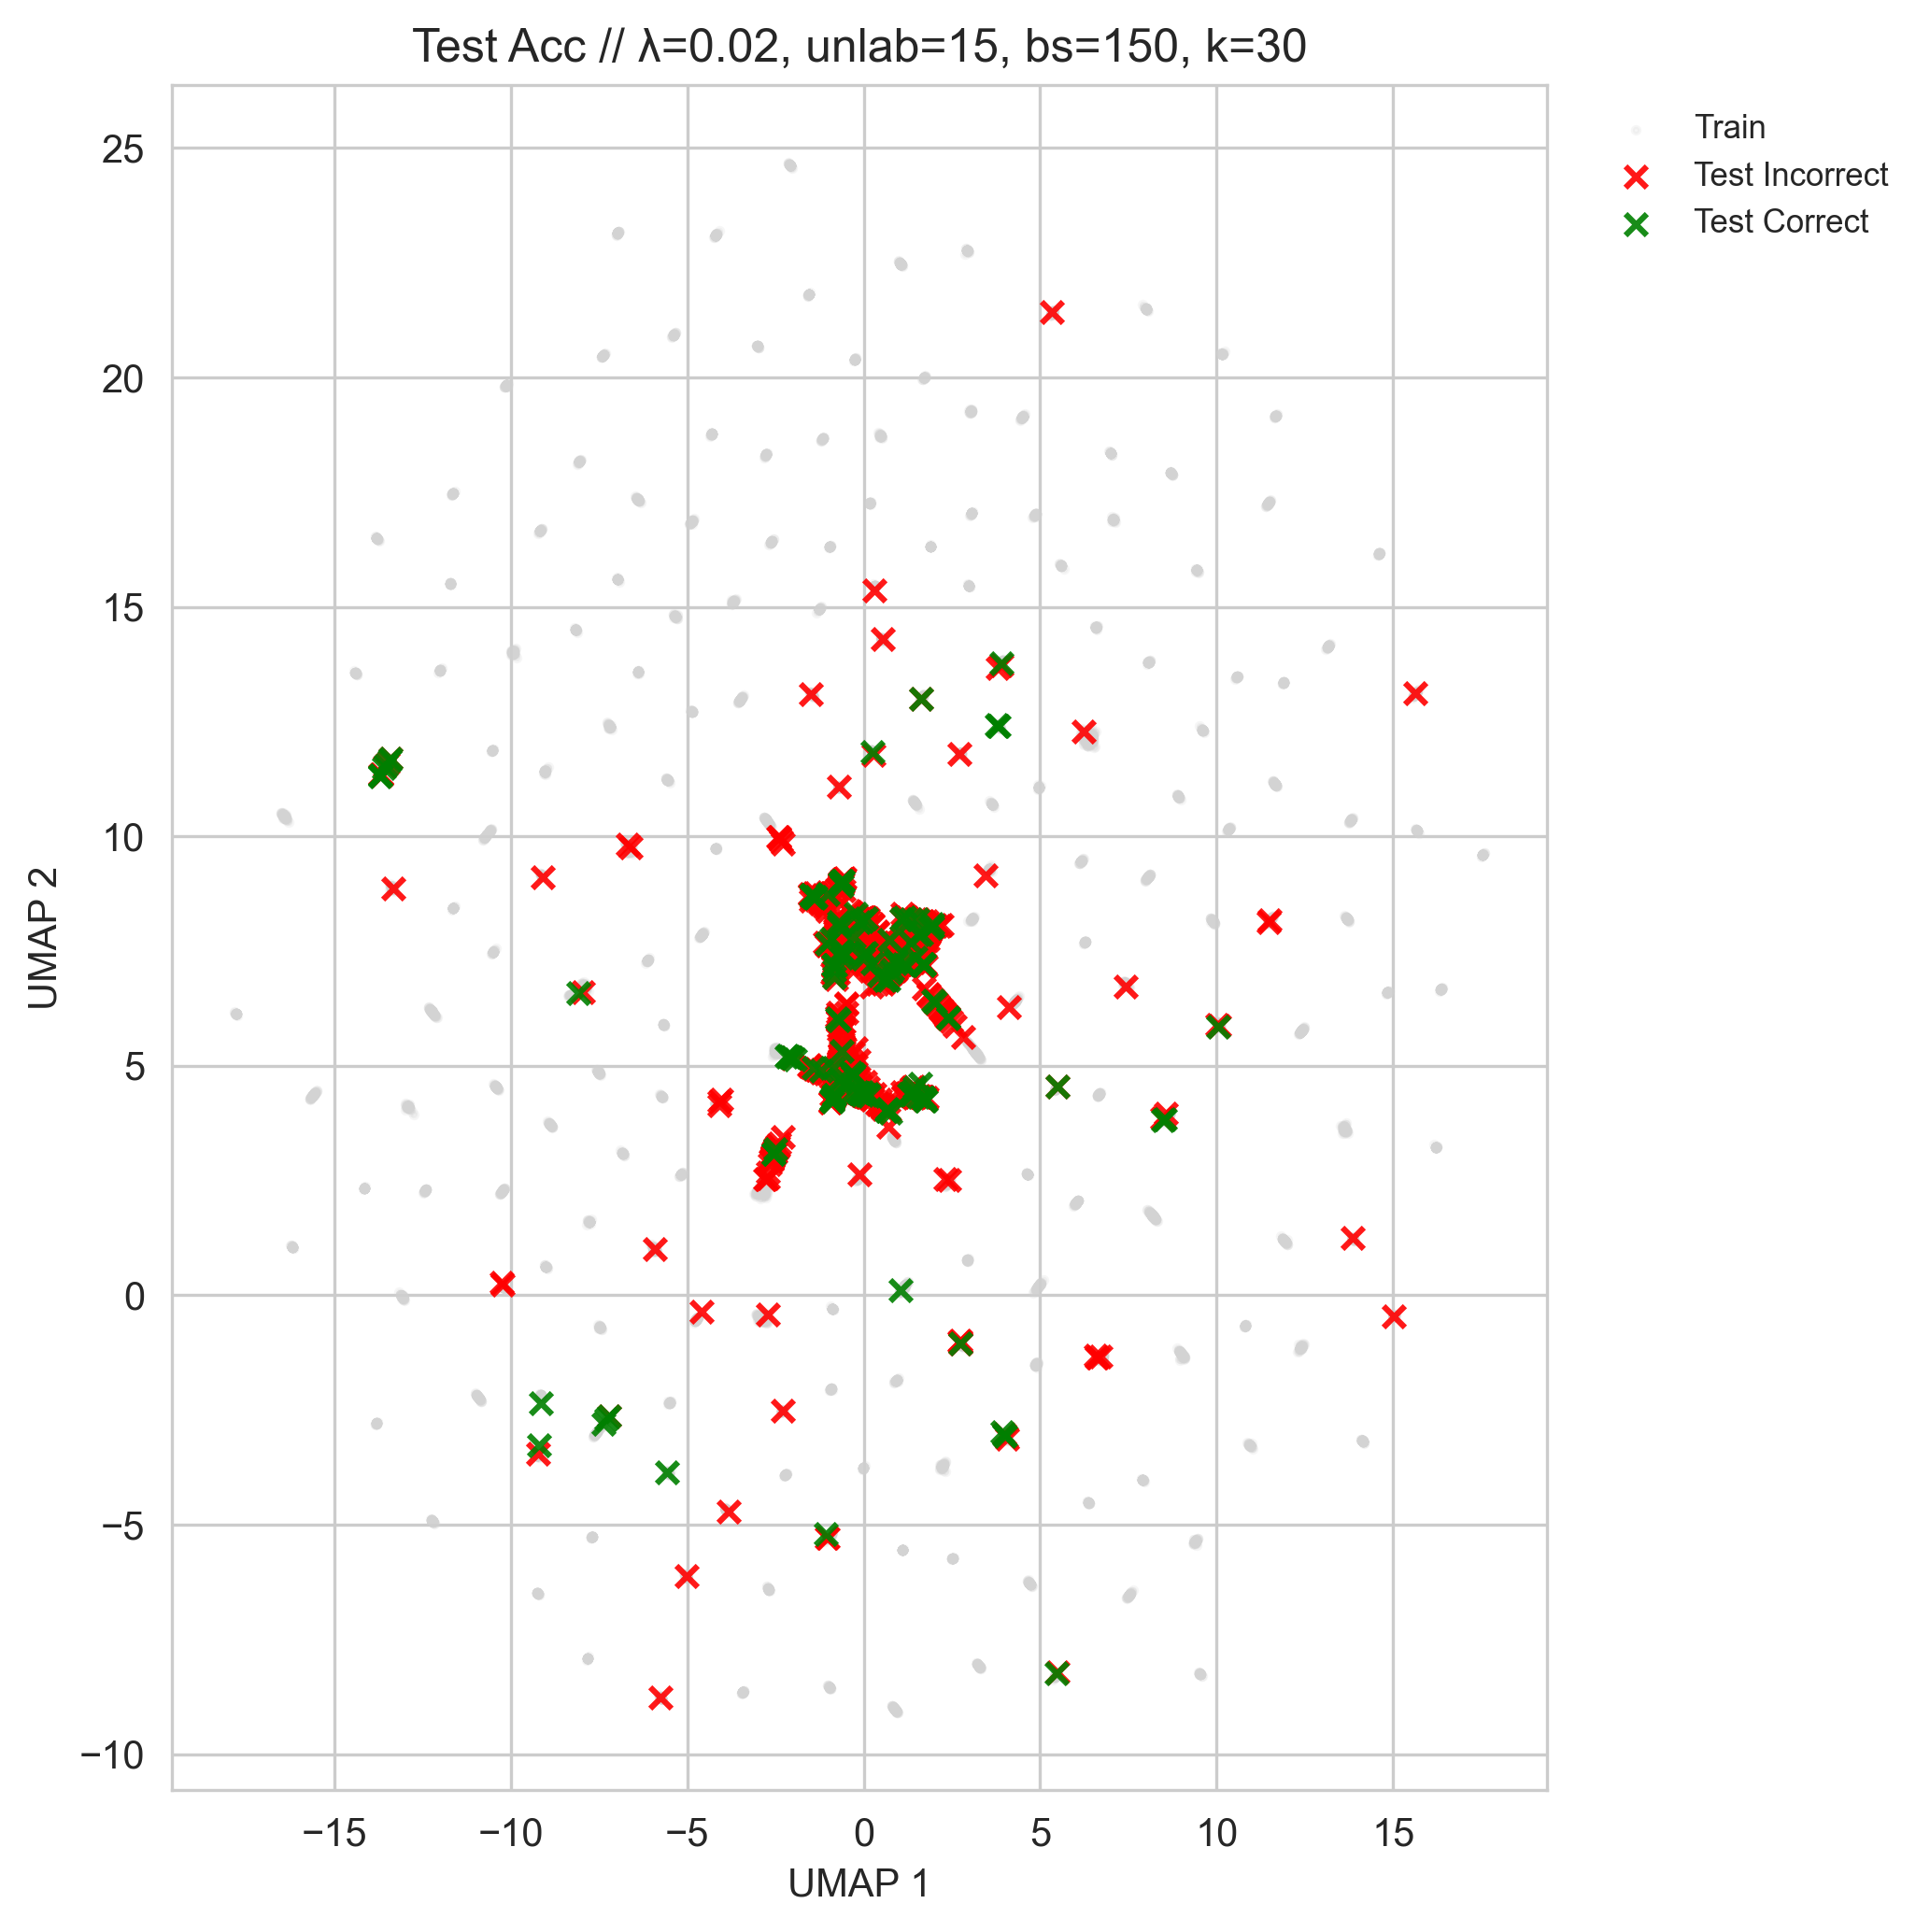 Test Acc // λ=0.02, unlab=15, bs=150, k=30
Train
Test Incorrect
Test Correct
25
20
15
10
5
0
−5
−10
UMAP 2
−15
−10
−5
0
5
10
15
UMAP 1